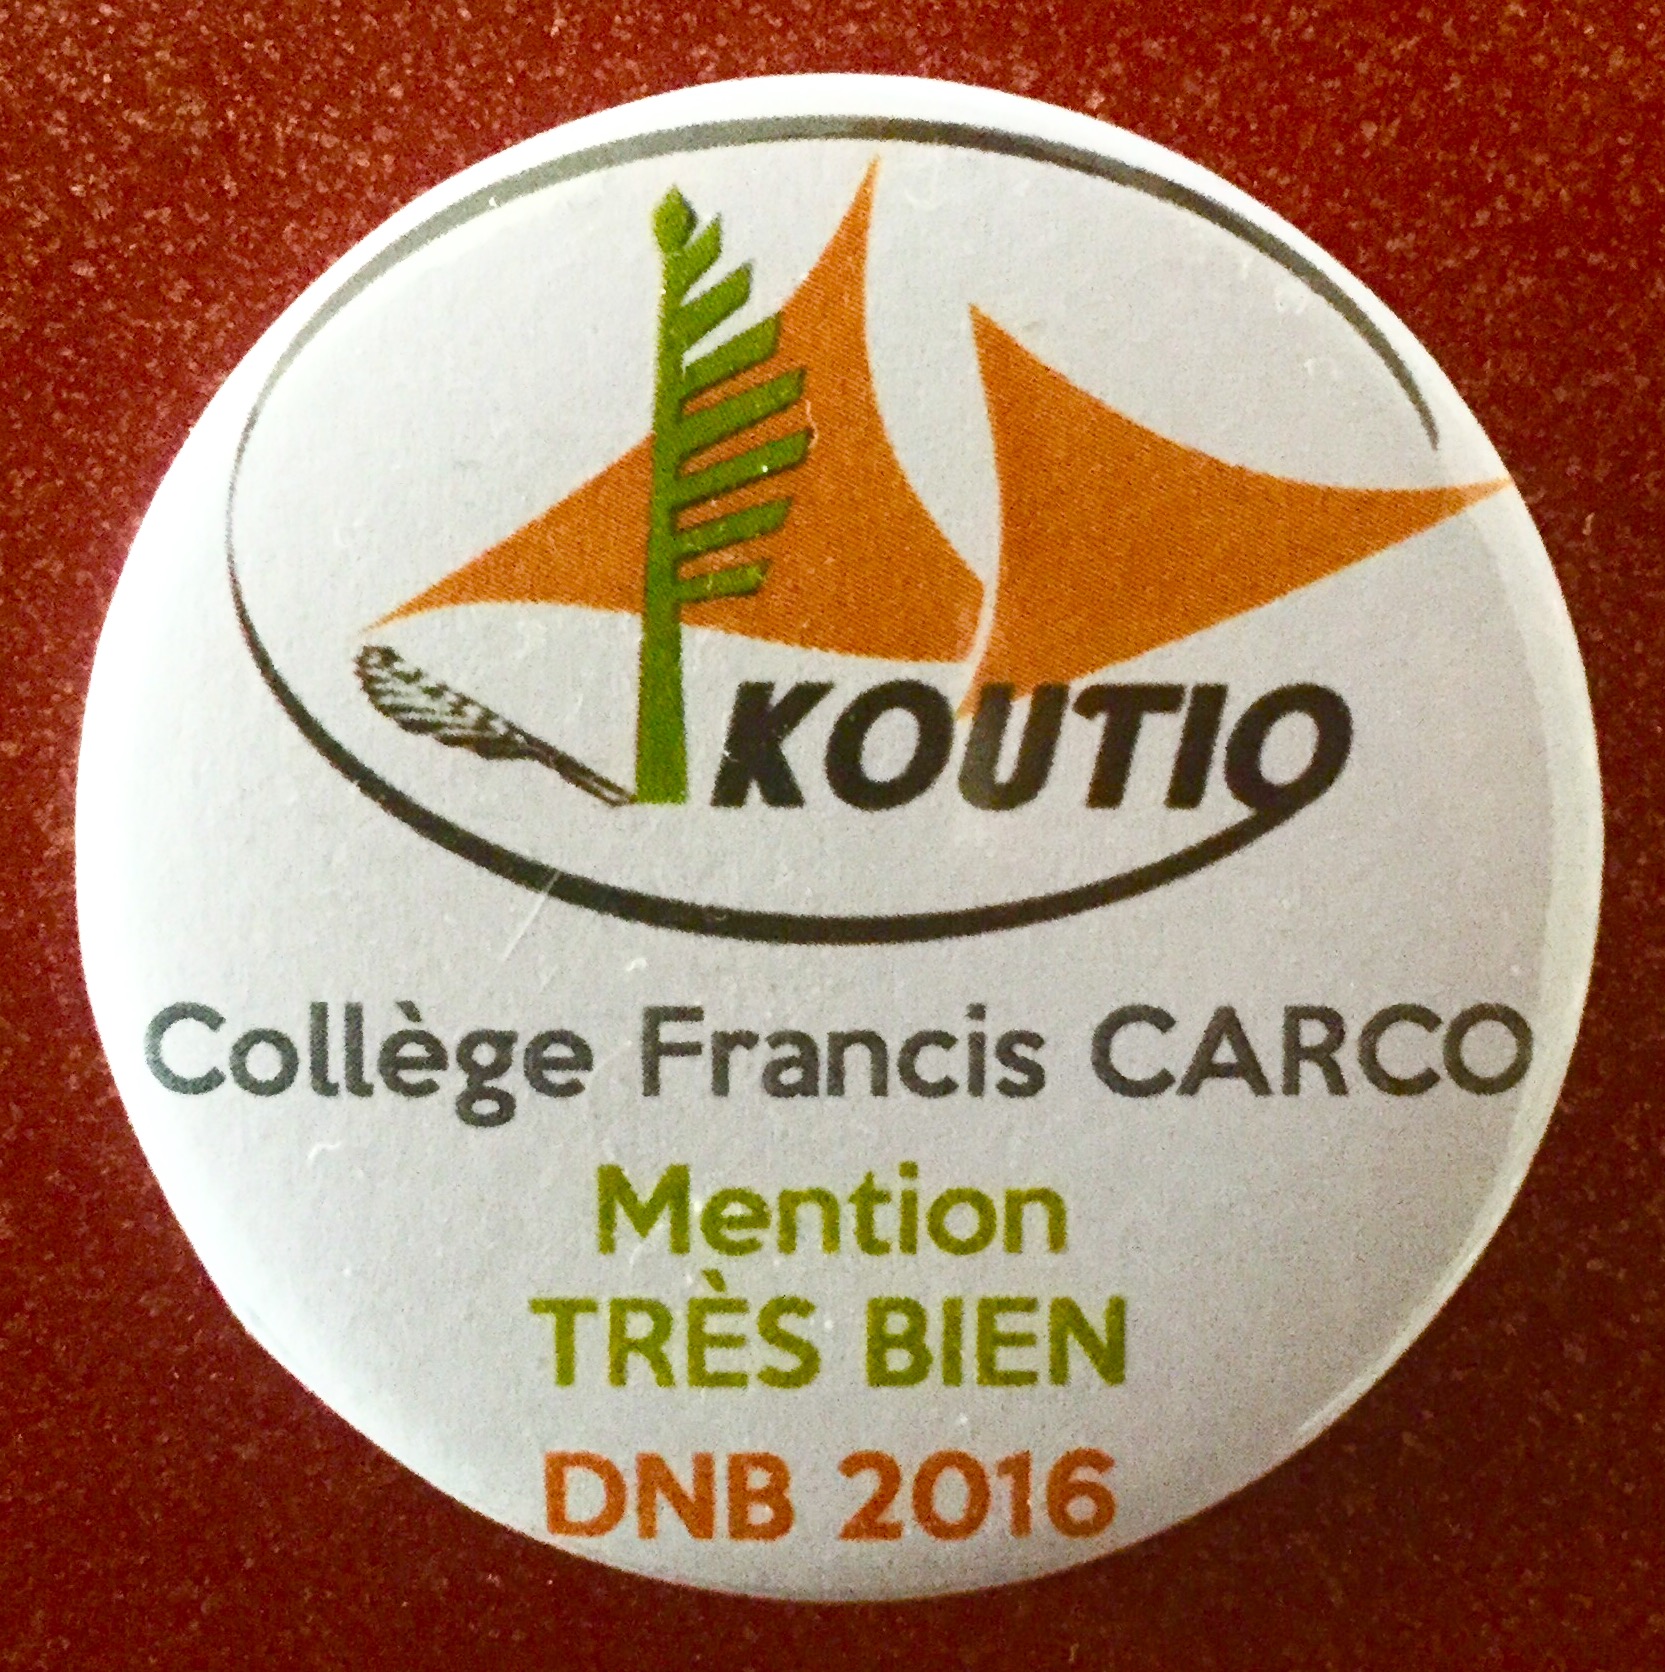 KOUTIO
Collège Francis CARCO
Mention
TRÈS BIEN
DNB 2016